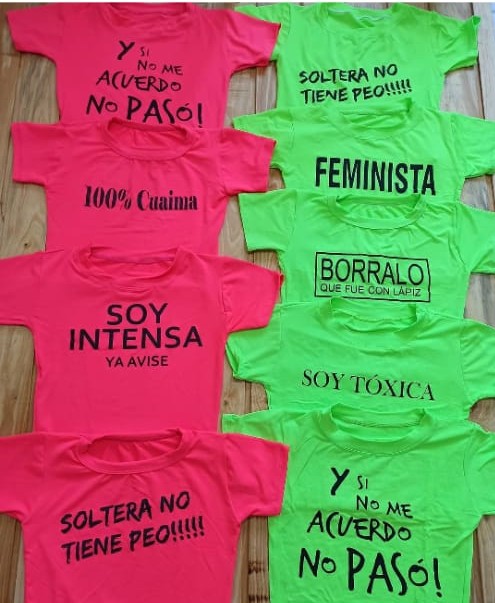 Y SI
NO ME
ACUERDO
NO PASÓ!
100% Cuaima
SOY
INTENSA
YA AVISE
SOLTERA NO
TIENE PEO!!!!!
SOLTERA NO
TIENE PEO!!!!!
FEMINISTA
BORRALO
QUE FUE CON LÁPIZ
SOY TÓXICA
Y SI
NO ME
ACUERDO
NO PASÓ!